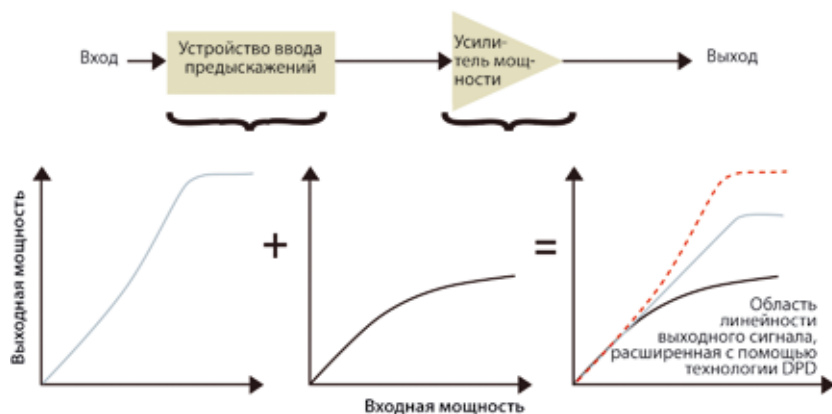 Вход
Устройство ввода
предыскажений
Усили-
тель мощ-
ности
Выход
Выходная мощность
+
=
Область
линейности
выходного сигнала,
расширенная с помощью
технологии DPD
Входная мощность